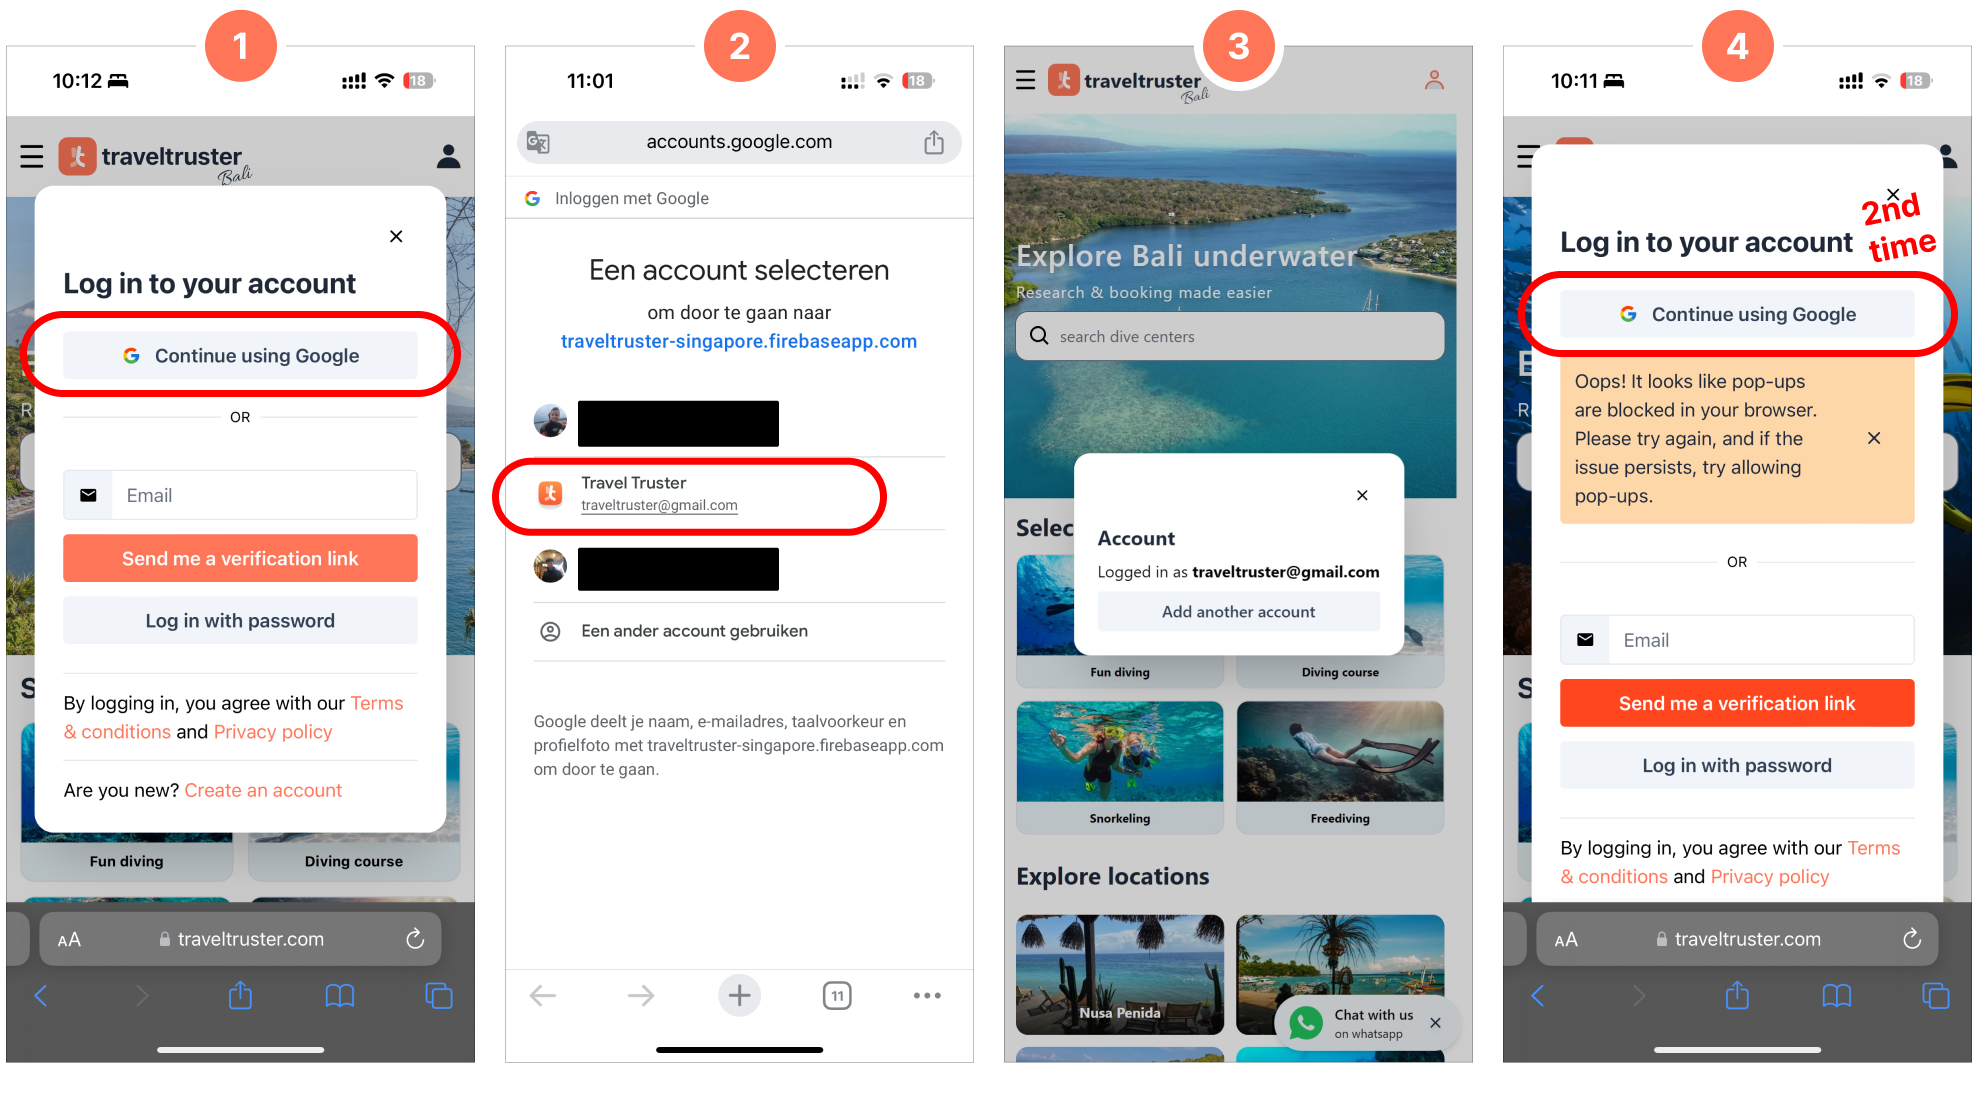 1
10:12
18
traveltruster
Bali
Log in to your account
Continue using Google
OR
Email
Send me a verification link
Log in with password
By logging in, you agree with our Terms
& conditions and Privacy policy
Are you new? Create an account
Fun diving
Diving course
AA
traveltruster.com
2
11:01
18
accounts.google.com
Inloggen met Google
Een account selecteren
om door te gaan naar
traveltruster-singapore.firebaseapp.com
Travel Truster
traveltruster@gmail.com
Een ander account gebruiken
Google deelt je naam, e-mailadres, taalvoorkeur en
profielfoto met traveltruster-singapore.firebaseapp.com
om door te gaan.
11
3
traveltruster
Bali
Explore Bali underwater
Research & booking made easier
search dive centers
Selec
Account
Logged in as traveltruster@gmail.com
Add another account
Fun diving
Diving course
Snorkeling
Freediving
Explore locations
Nusa Penida
Chat with us
on whatsapp
4
10:11
18
2nd
time
Log in to your account
Continue using Google
Oops! It looks like pop-ups
are blocked in your browser.
Please try again, and if the
issue persists, try allowing
pop-ups.
OR
Email
Send me a verification link
Log in with password
By logging in, you agree with our Terms
& conditions and Privacy policy
AA
traveltruster.com